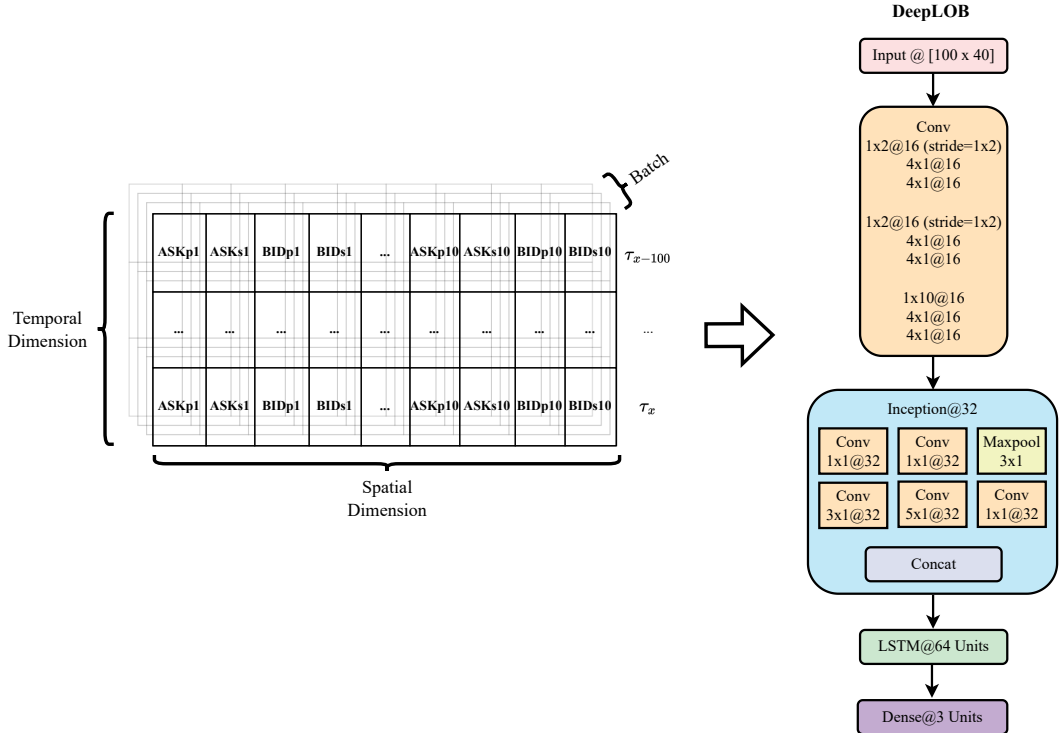 DeepLOB
Input @ [100 x 40]
Conv
1x2@16 (stride=1x2)
4x1@16
4x1@16
1x2@16 (stride=1x2)
4x1@16
4x1@16
1x10@16
4x1@16
4x1@16
Inception@32
Conv 1x1@32
Conv 1x1@32
Maxpool 3x1
Conv 3x1@32
Conv 5x1@32
Conv 1x1@32
Concat
LSTM@64 Units
Dense@3 Units
Batch
ASKp1 ASKs1 BIDp1 BIDs1 ... ASKp10 ASKs10 BIDp10 BIDs10 τx−100
... ... ... ... ... ... ... ... ... ...
ASKp1 ASKs1 BIDp1 BIDs1 ... ASKp10 ASKs10 BIDp10 BIDs10 τx
Temporal
Dimension
Spatial
Dimension